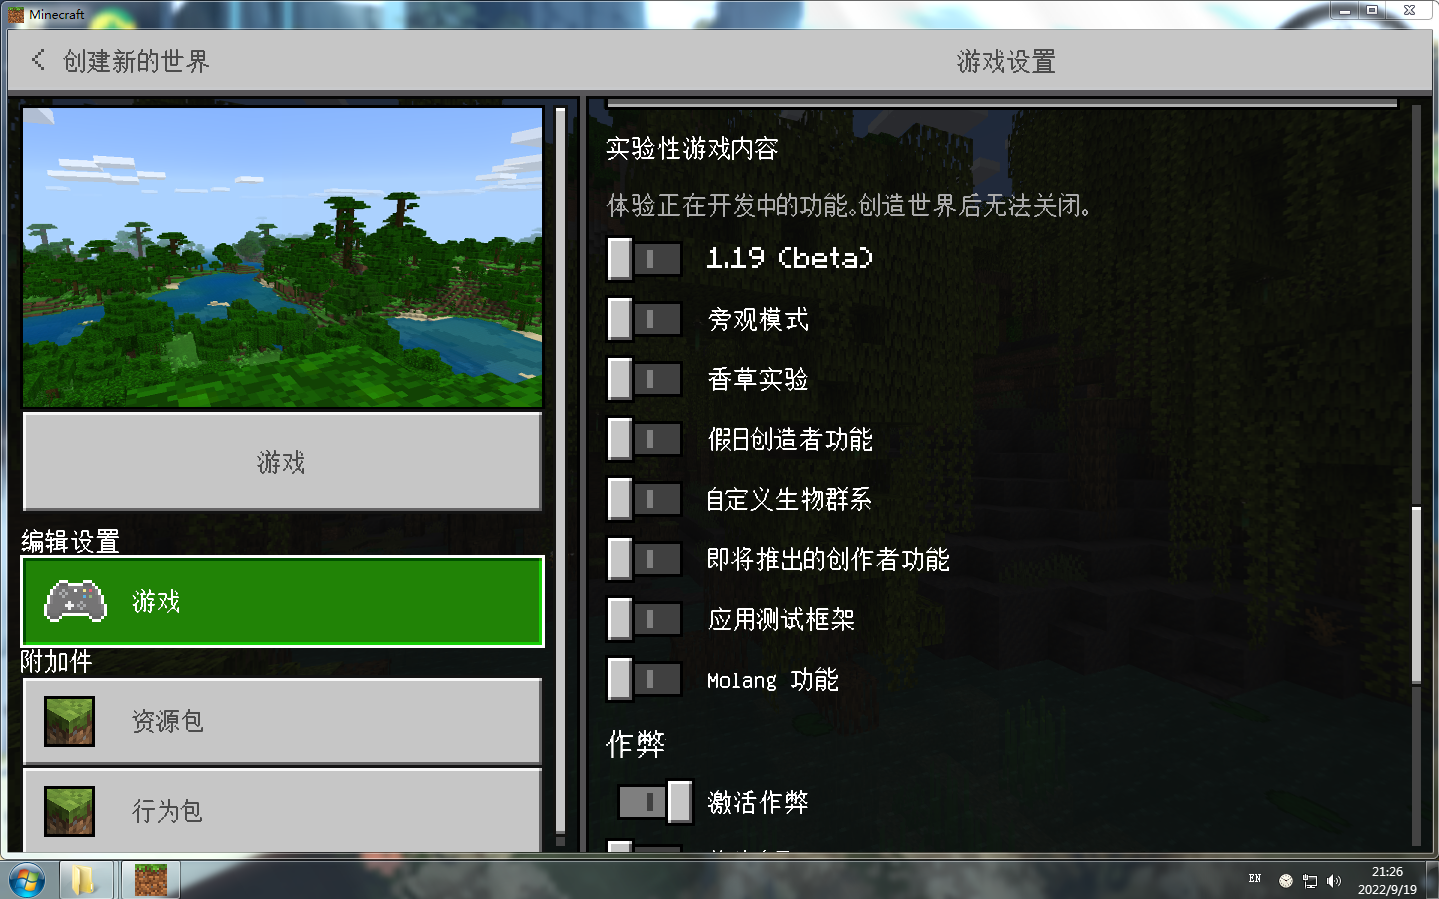 Minecraft
创建新的世界
游戏设置
游戏
编辑设置
游戏
附加件
资源包
行为包
实验性游戏内容
体验正在开发中的功能。创造世界后无法关闭。
1.19 (beta)
旁观模式
香草实验
假日创造者功能
自定义生物群系
即将推出的创作者功能
应用测试框架
Molang 功能
作弊
激活作弊
EN
21:26
2022/9/19